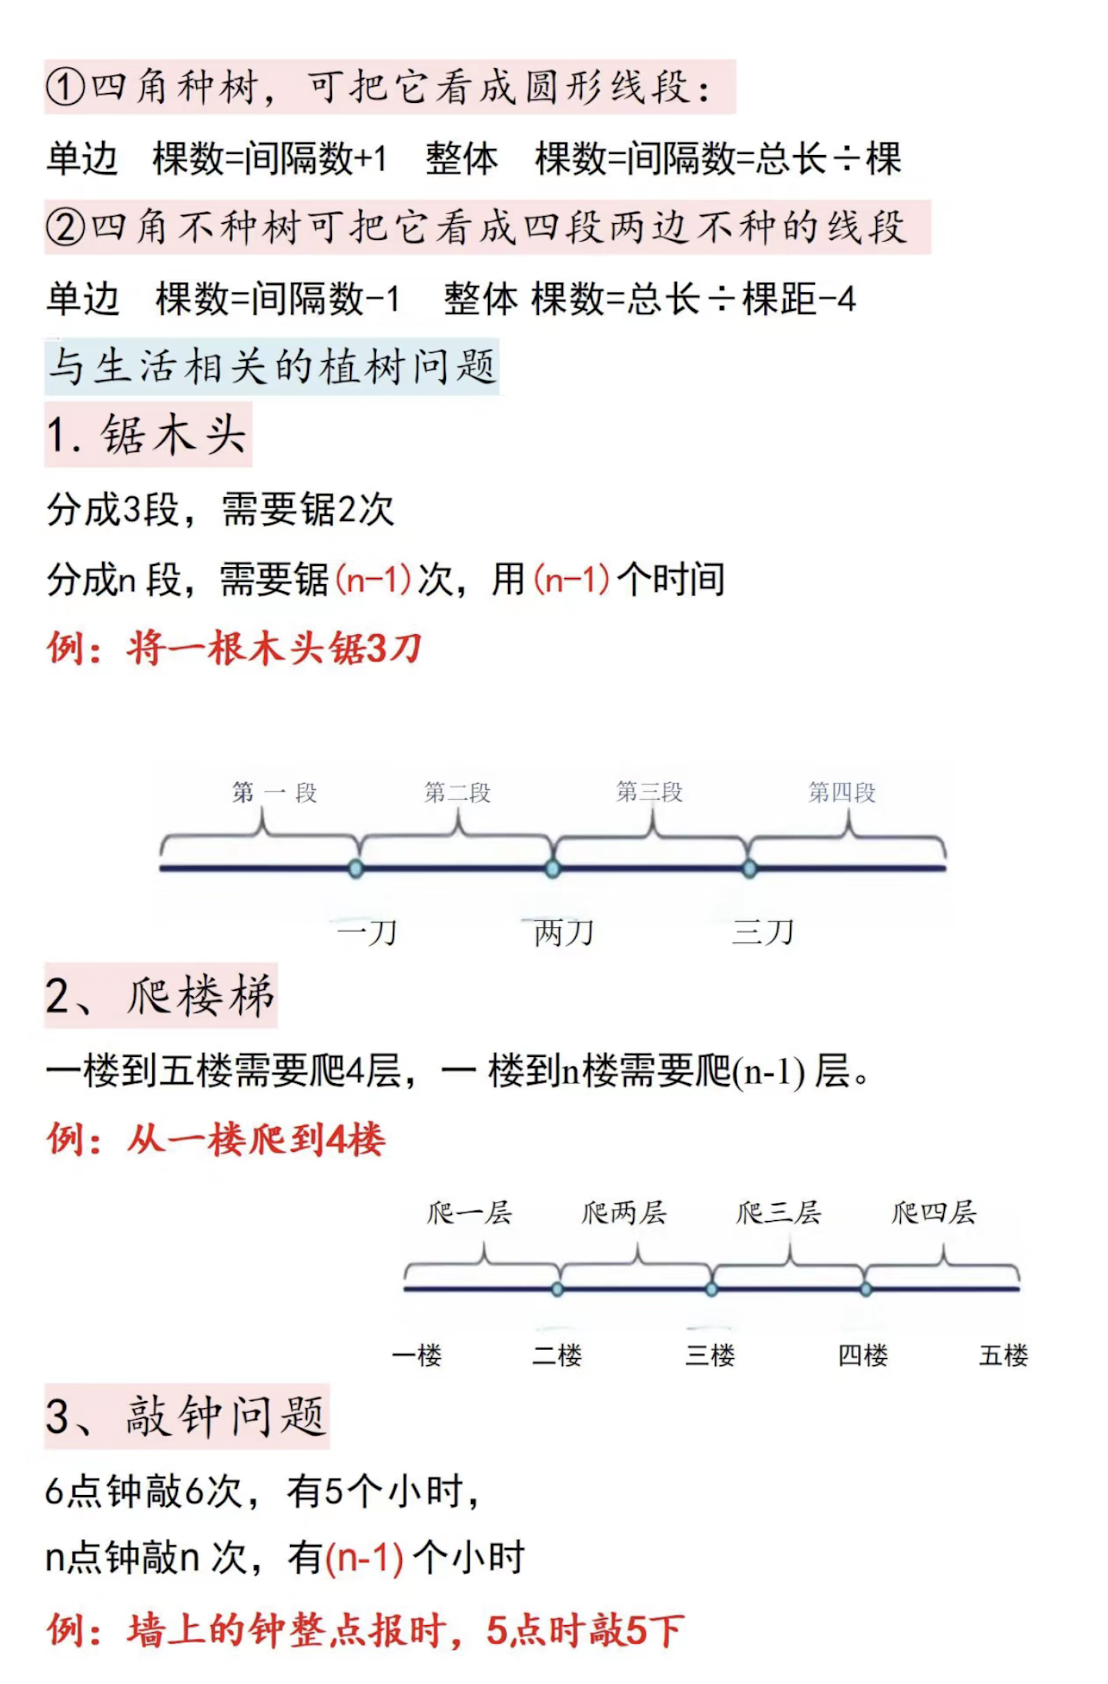 ①四角种树，可把它看成圆形线段：
单边 棵数=间隔数+1 整体 棵数=间隔数=总长÷棵
②四角不种树可把它看成四段两边不种的线段
单边 棵数=间隔数-1 整体 棵数=总长÷棵距-4
与生活相关的植树问题
1. 锯木头
分成3段，需要锯2次
分成n 段，需要锯(n-1)次，用(n-1)个时间
例：将一根木头锯3刀
第一段 第二段 第三段 第四段
一刀 两刀 三刀
2、爬楼梯
一楼到五楼需要爬4层，一 楼到n楼需要爬(n-1) 层。
例：从一楼爬到4楼
爬一层 爬两层 爬三层 爬四层
一楼 二楼 三楼 四楼 五楼
3、敲钟问题
6点钟敲6次，有5个小时，
n点钟敲n 次，有(n-1) 个小时
例：墙上的钟整点报时，5点时敲5下